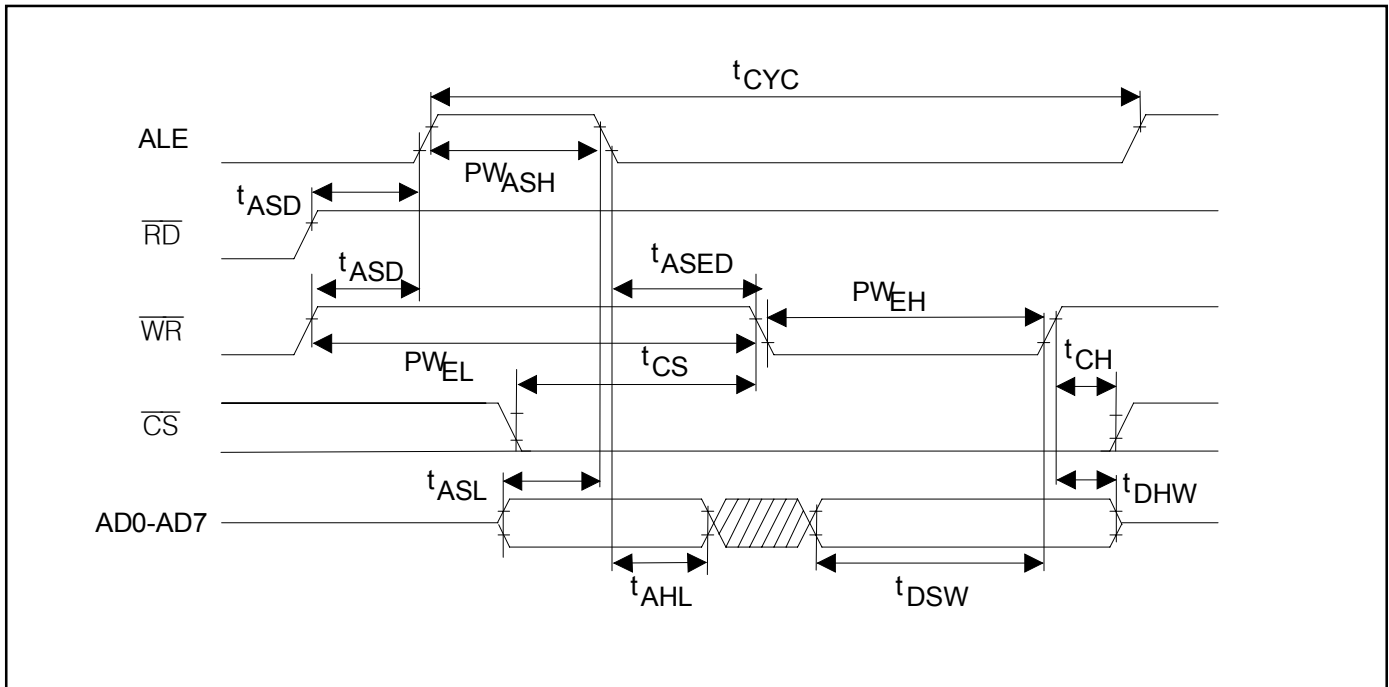 tCYC
ALE
PWASH
tASD
RD
tASD
tASED
PWEH
WR
PWEL
tCS
tCH
CS
tASL
tDHW
AD0-AD7
tAHL
tDSW